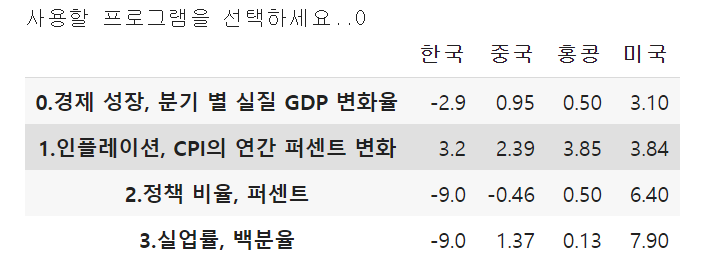 사용할 프로그램을 선택하세요..0
한국 중국 홍콩 미국
0.경제 성장, 분기 별 실질 GDP 변화율 -2.9 0.95 0.50 3.10
1.인플레이션, CPI의 연간 퍼센트 변화 3.2 2.39 3.85 3.84
2.정책 비율, 퍼센트 -9.0 -0.46 0.50 6.40
3.실업률, 백분율 -9.0 1.37 0.13 7.90